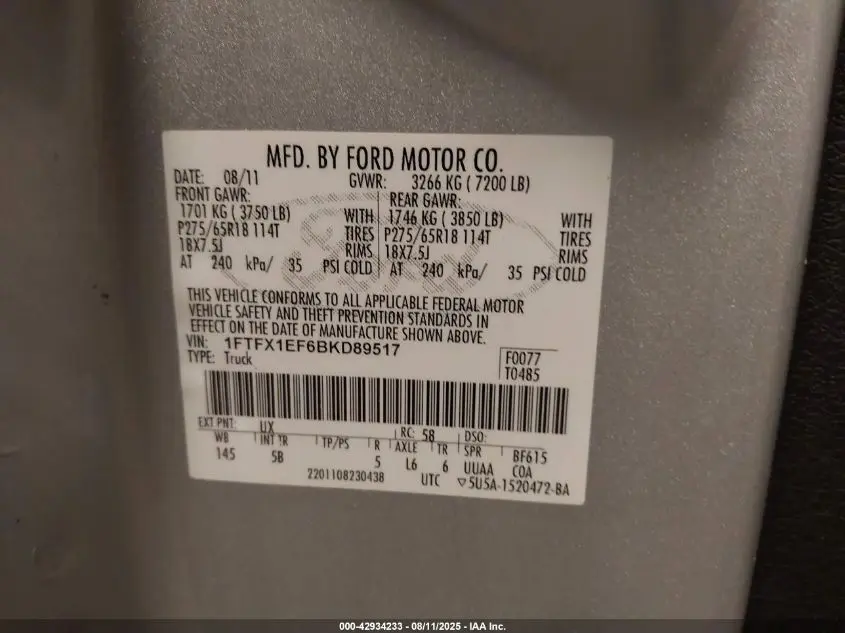 MFD. BY FORD MOTOR CO.
DATE: 08/11 GVWR: 3266 KG ( 7200 LB)
FRONT GAWR: REAR GAWR:
1701 KG ( 3750 LB) WITH 1746 KG ( 3850 LB) WITH
P275/65R18 114T TIRES P275/65R18 114T TIRES
18X7.5J RIMS 18X7.5J RIMS
AT 240 kPa/ 35 PSI COLD AT 240 kPa/ 35 PSI COLD
THIS VEHICLE CONFORMS TO ALL APPLICABLE FEDERAL MOTOR
VEHICLE SAFETY AND THEFT PREVENTION STANDARDS IN
EFFECT ON THE DATE OF MANUFACTURE SHOWN ABOVE.
VIN: 1FTFX1EF6BKD89517
TYPE: Truck
F0077
T0485
EXT PNT: UX RC: 58 DSO:
WB INT TR TP/PS R AXLE TR SPR BF615
145 5B 5 L6 6 UUAA COA
2201108230438 UTC ▽5U5A-1520472-BA
000-42934233 - 08/11/2025 - IAA Inc.